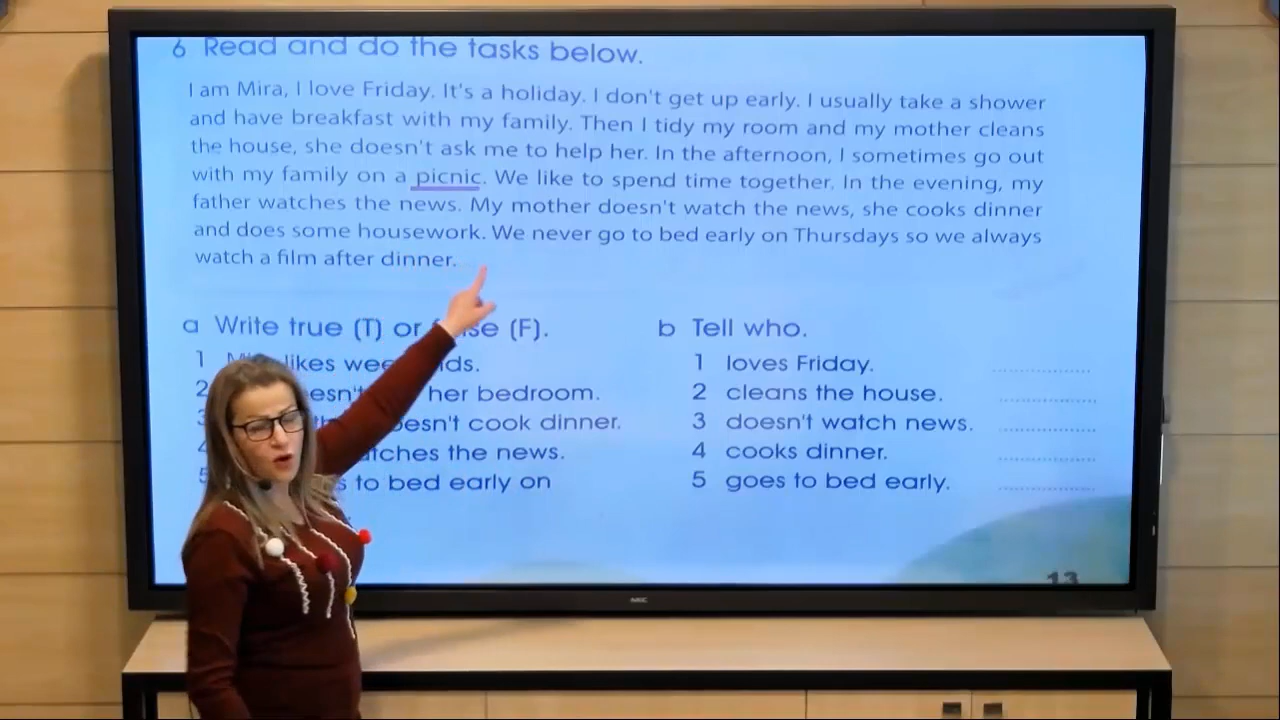 6 Read and do the tasks below.
I am Mira, I love Friday. It's a holiday. I don't get up early. I usually take a shower
and have breakfast with my family. Then I tidy my room and my mother cleans
the house, she doesn't ask me to help her. In the afternoon, I sometimes go out
with my family on a picnic. We like to spend time together. In the evening, my
father watches the news. My mother doesn't watch the news, she cooks dinner
and does some housework. We never go to bed early on Thursdays so we always
watch a film after dinner.
a Write true (T) or (F).
1 likes
2 her bedroom.
3 cook dinner.
4 the news.
5 to bed early on
b Tell who.
1 loves Friday. ....................
2 cleans the house. ....................
3 doesn't watch news. ....................
4 cooks dinner. ....................
5 goes to bed early. ....................
13
NEC